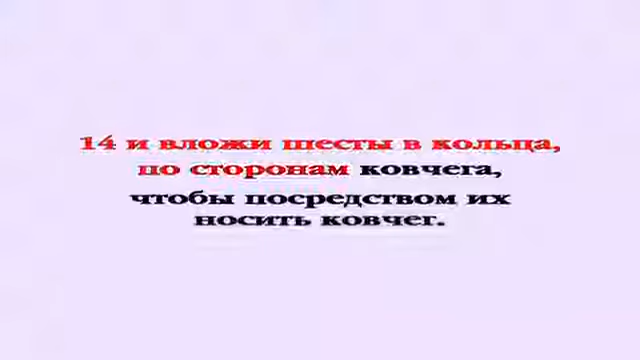 14 и вложи шесты в кольца,
по сторонам ковчега,
чтобы посредством их
носить ковчег.